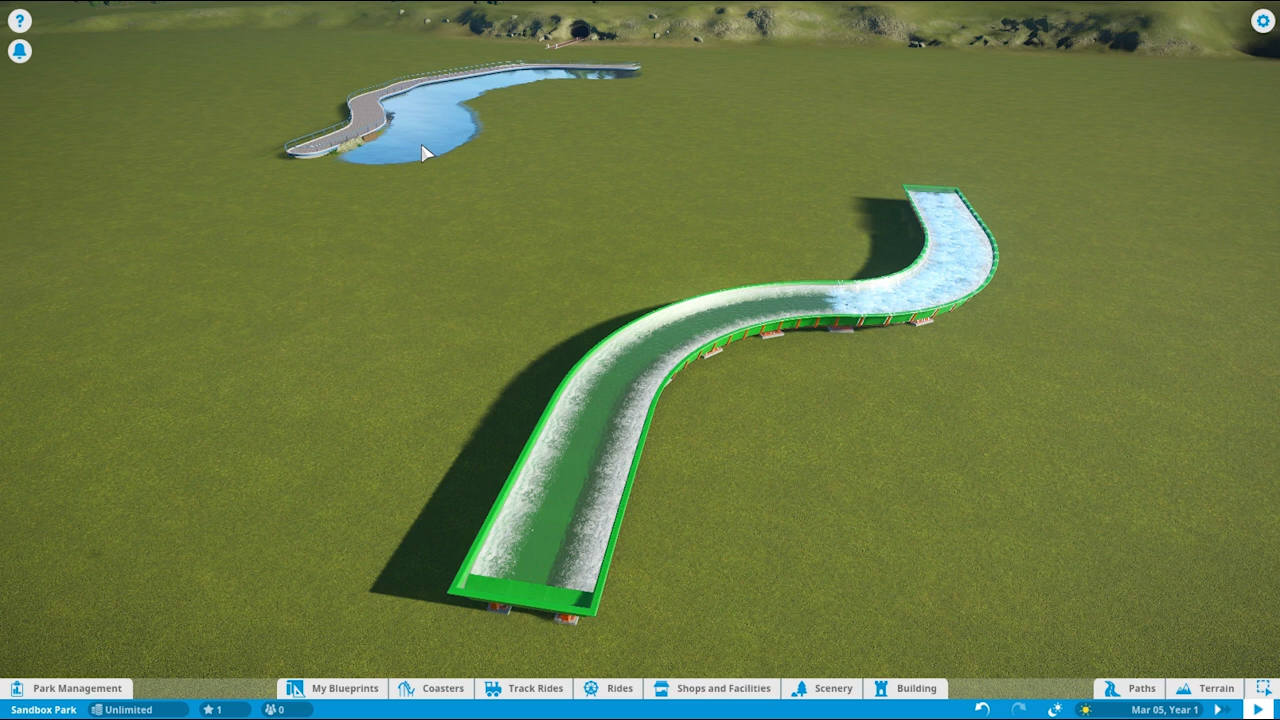 ?
Park Management
My Blueprints
Coasters
Track Rides
Rides
Shops and Facilities
Scenery
Building
Paths
Terrain
Sandbox Park
Unlimited
1
0
Mar 05, Year 1